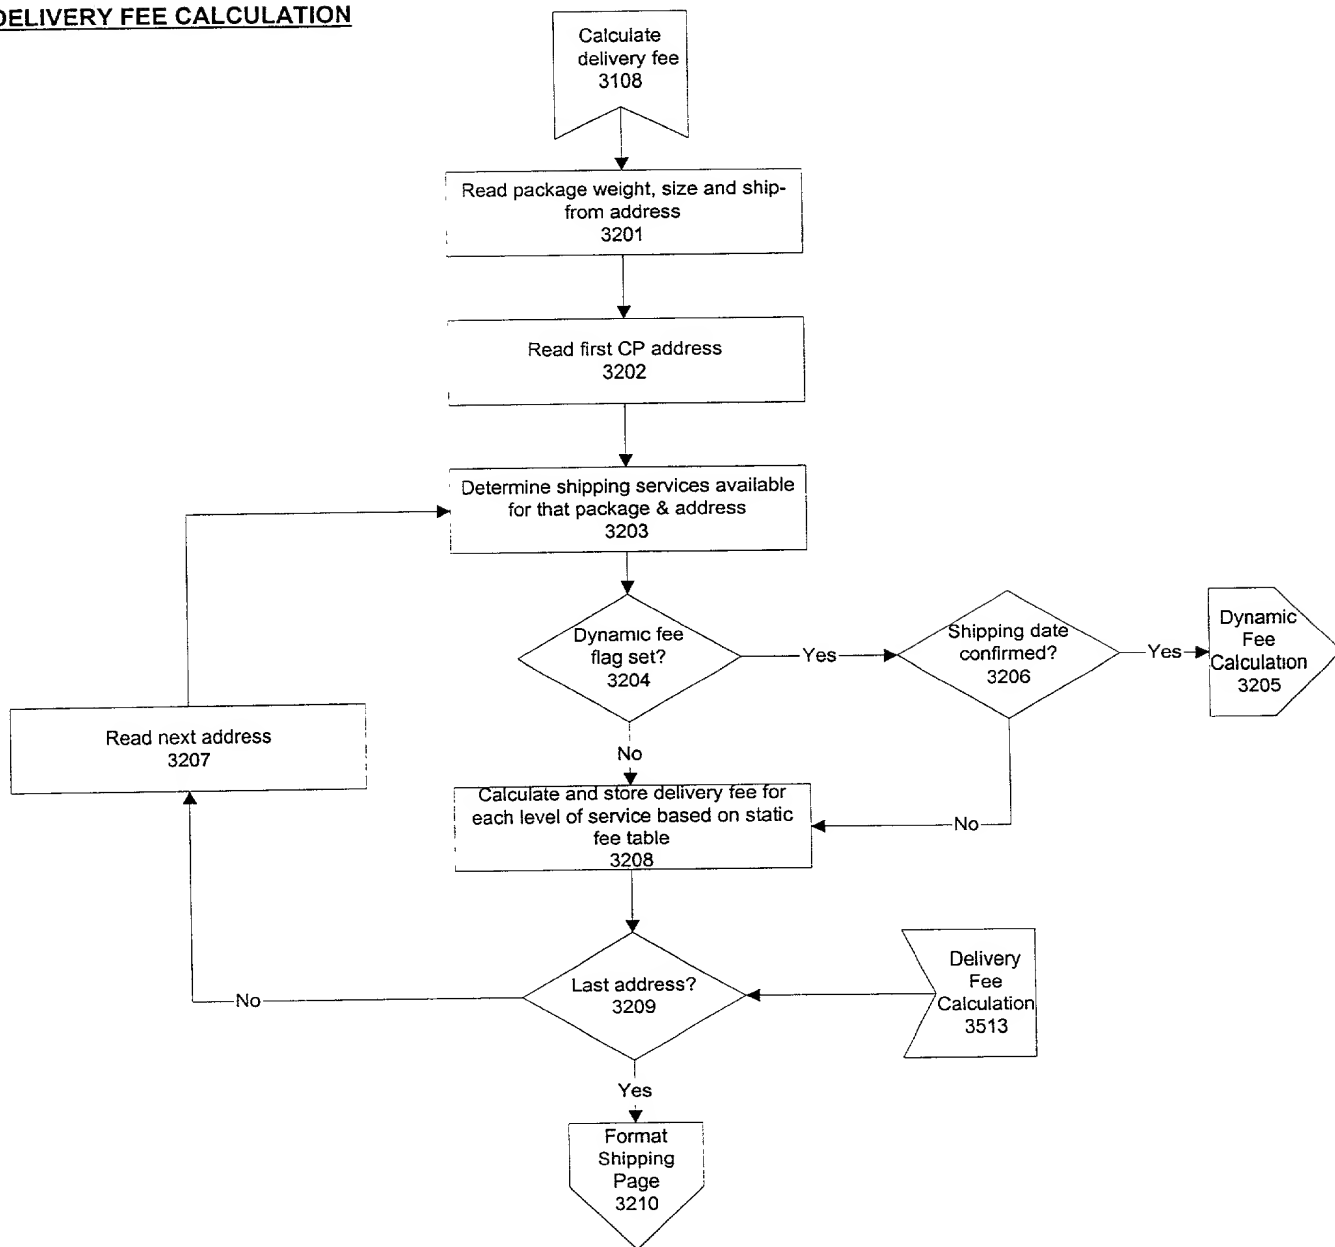 DELIVERY FEE CALCULATION
Calculate
delivery fee
3108
Read package weight, size and ship-
from address
3201
Read first CP address
3202
Determine shipping services available
for that package & address
3203
Dynamic fee
flag set?
3204
Yes
Shipping date
confirmed?
3206
Yes
Dynamic
Fee
Calculation
3205
Read next address
3207
No
Calculate and store delivery fee for
each level of service based on static
fee table
3208
No
Last address?
3209
Delivery
Fee
Calculation
3513
No
Yes
Format
Shipping
Page
3210